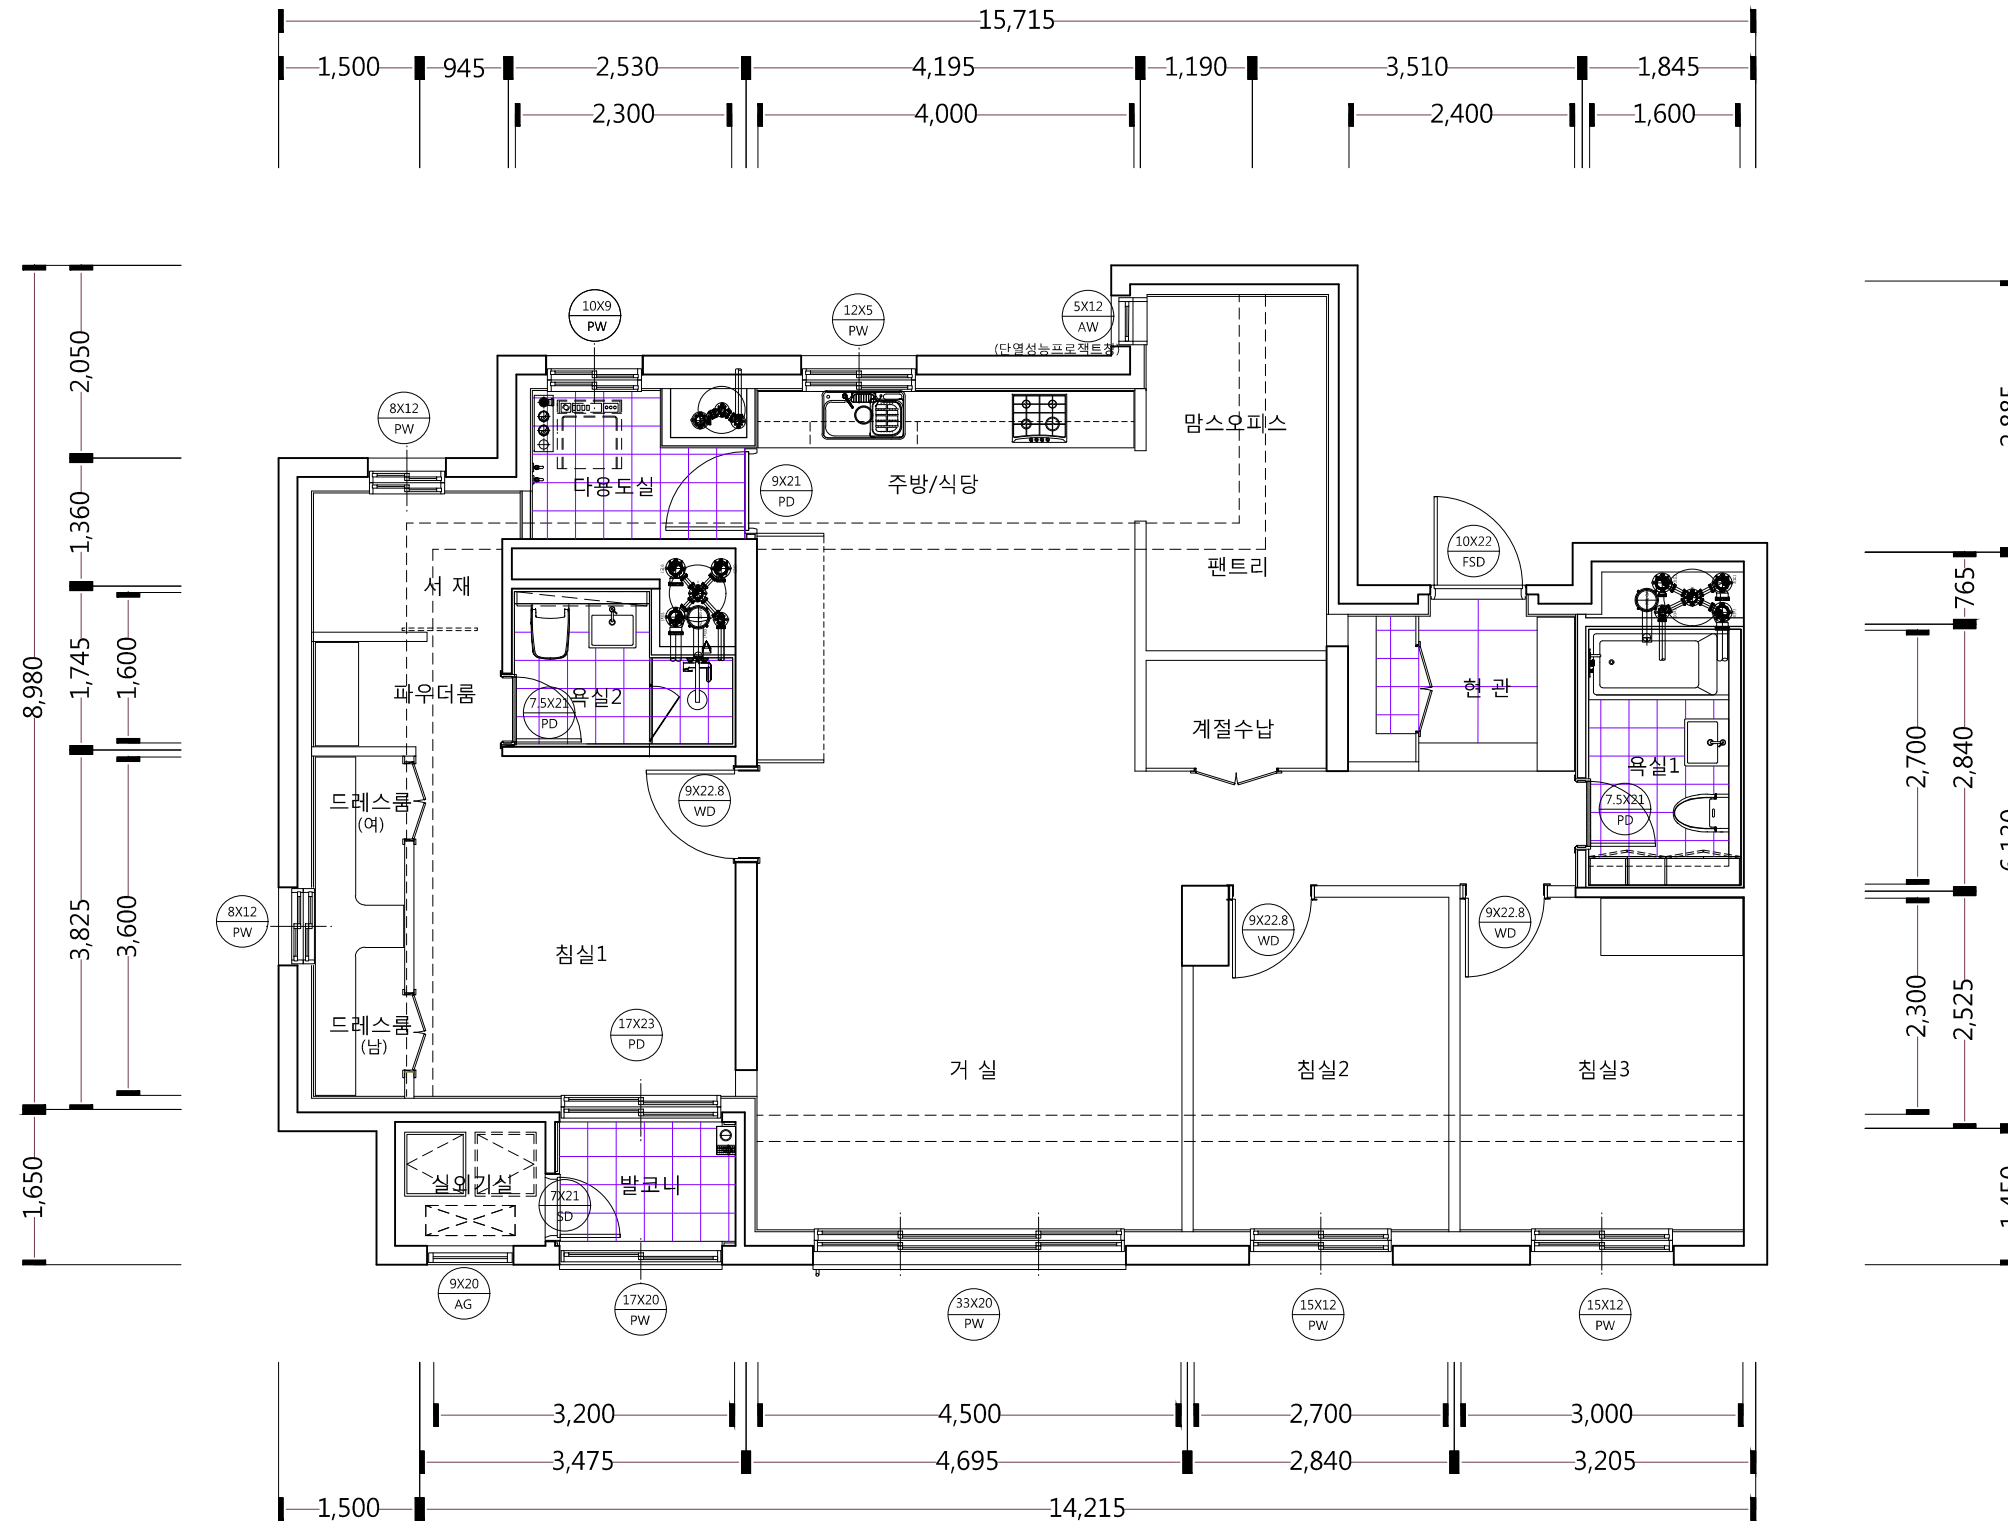 15,715
1,500 945 2,530 4,195 1,190 3,510 1,845
2,300 4,000 2,400 1,600
8,980
1,650
2,050
1,360
1,745
3,825
1,600
3,600
10X9
PW
12X5
PW
5X12
AW
(단열성능프로잭트창)
8X12
PW
맘스오피스
다용도실
9X21
PD
주방/식당
10X22
FSD
팬트리
서 재
파우더룸
7.5X21
PD
욕실2
현 관
계절수납
욕실1
7.5X21
PD
9X22.8
WD
드레스룸
(여)
8X12
PW
침실1
9X22.8
WD
9X22.8
WD
드레스룸
(남)
17X23
PD
거 실
침실2
침실3
실외기실
7X21
SD
발코니
9X20
AG
17X20
PW
33X20
PW
15X12
PW
15X12
PW
765
2,700
2,840
2,300
2,525
3,200 4,500 2,700 3,000
3,475 4,695 2,840 3,205
1,500 14,215